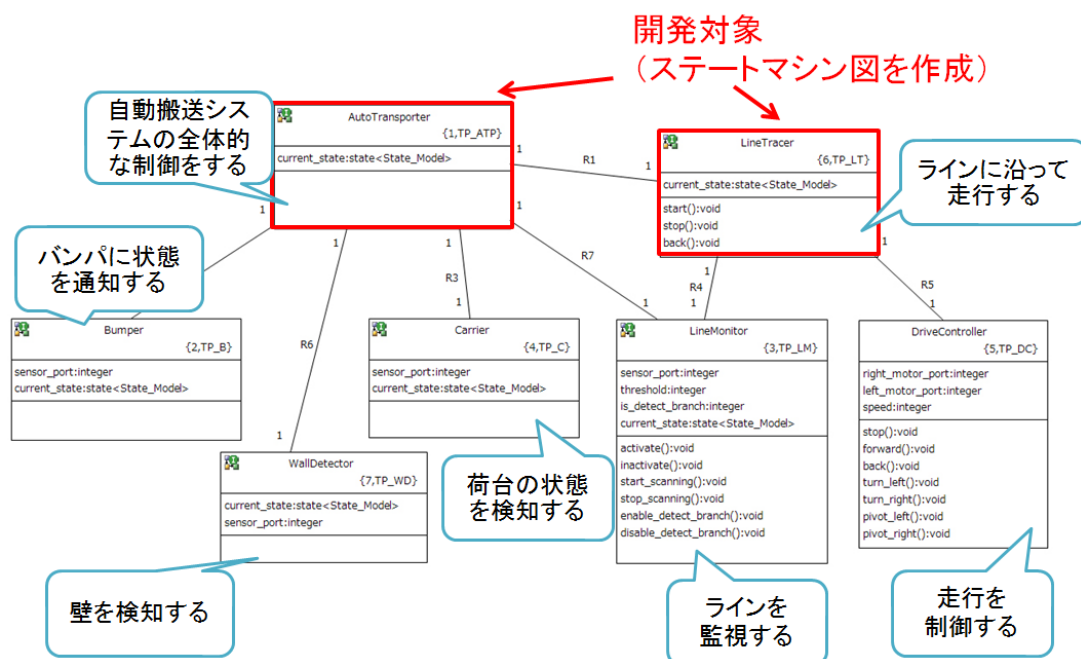 開発対象
（ステートマシン図を作成）
自動搬送シス
テムの全体的
な制御をする
AutoTransporter
{1,TP_ATP}
current_state:state<State_Model>
1
R1
1
LineTracer
{6,TP_LT}
current_state:state<State_Model>
start():void
stop():void
back():void
ラインに沿って
走行する
1
1
1
1
バンパに状態
を通知する
R6
R3
1
R7
1
1
R4
1
1
R5
1
Bumper
{2,TP_B}
sensor_port:integer
current_state:state<State_Model>
Carrier
{4,TP_C}
sensor_port:integer
current_state:state<State_Model>
LineMonitor
{3,TP_LM}
sensor_port:integer
threshold:integer
is_detect_branch:integer
current_state:state<State_Model>
activate():void
inactivate():void
start_scanning():void
stop_scanning():void
enable_detect_branch():void
disable_detect_branch():void
DriveController
{5,TP_DC}
right_motor_port:integer
left_motor_port:integer
speed:integer
stop():void
forward():void
back():void
turn_left():void
turn_right():void
pivot_left():void
pivot_right():void
1
WallDetector
{7,TP_WD}
current_state:state<State_Model>
sensor_port:integer
荷台の状態
を検知する
壁を検知する
ラインを
監視する
走行を
制御する